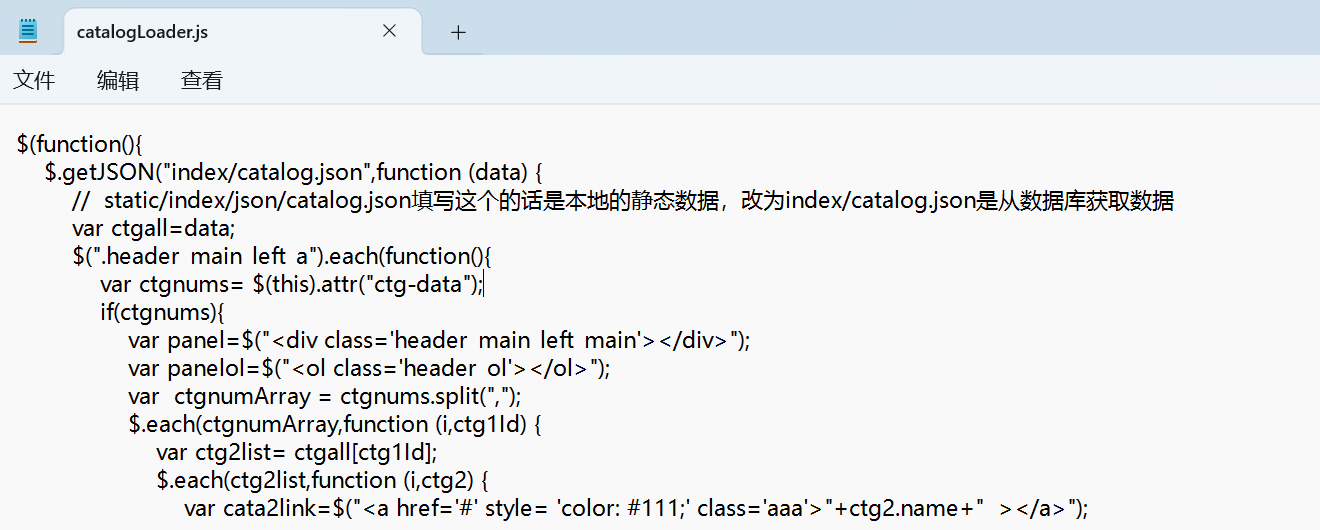 catalogLoader.js
文件 编辑 查看
$(function(){
$.getJSON("index/catalog.json",function (data) {
// static/index/json/catalog.json填写这个的话是本地的静态数据，改为index/catalog.json是从数据库获取数据
var ctgall=data;
$(".header main left a").each(function(){
var ctgnums= $(this).attr("ctg-data");
if(ctgnums){
var panel=$("<div class='header main left main'></div>");
var panelol=$("<ol class='header ol'></ol>");
var ctgnumArray = ctgnums.split(",");
$.each(ctgnumArray,function (i,ctg1Id) {
var ctg2list= ctgall[ctg1Id];
$.each(ctg2list,function (i,ctg2) {
var cata2link=$("<a href='#' style= 'color: #111;' class='aaa'>"+ctg2.name+"  ></a>");